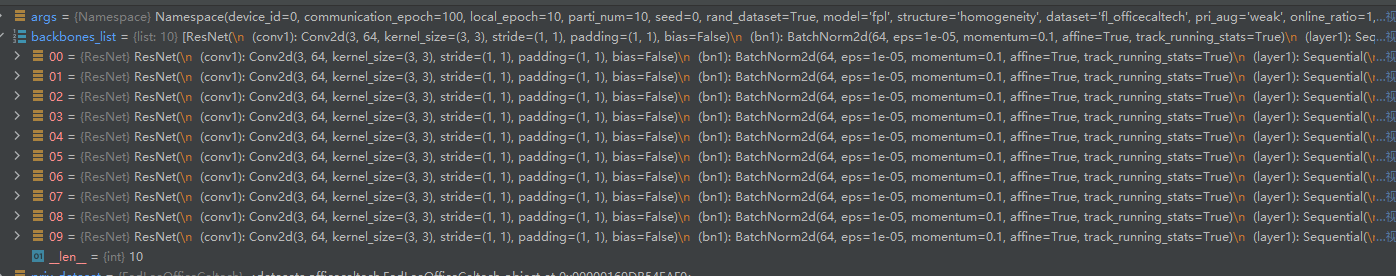 args = {Namespace} Namespace(device_id=0, communication_epoch=100, local_epoch=10, parti_num=10, seed=0, rand_dataset=True, model='fpl', structure='homogeneity', dataset='fl_officecaltech', pri_aug='weak', online_ratio=1,...视
backbones_list = {list: 10} [ResNet(\n (conv1): Conv2d(3, 64, kernel_size=(3, 3), stride=(1, 1), padding=(1, 1), bias=False)\n (bn1): BatchNorm2d(64, eps=1e-05, momentum=0.1, affine=True, track_running_stats=True)\n (layer1): Sec...视
00 = {ResNet} ResNet(\n (conv1): Conv2d(3, 64, kernel_size=(3, 3), stride=(1, 1), padding=(1, 1), bias=False)\n (bn1): BatchNorm2d(64, eps=1e-05, momentum=0.1, affine=True, track_running_stats=True)\n (layer1): Sequential(\...视
01 = {ResNet} ResNet(\n (conv1): Conv2d(3, 64, kernel_size=(3, 3), stride=(1, 1), padding=(1, 1), bias=False)\n (bn1): BatchNorm2d(64, eps=1e-05, momentum=0.1, affine=True, track_running_stats=True)\n (layer1): Sequential(\...视
02 = {ResNet} ResNet(\n (conv1): Conv2d(3, 64, kernel_size=(3, 3), stride=(1, 1), padding=(1, 1), bias=False)\n (bn1): BatchNorm2d(64, eps=1e-05, momentum=0.1, affine=True, track_running_stats=True)\n (layer1): Sequential(\...视
03 = {ResNet} ResNet(\n (conv1): Conv2d(3, 64, kernel_size=(3, 3), stride=(1, 1), padding=(1, 1), bias=False)\n (bn1): BatchNorm2d(64, eps=1e-05, momentum=0.1, affine=True, track_running_stats=True)\n (layer1): Sequential(\...视
04 = {ResNet} ResNet(\n (conv1): Conv2d(3, 64, kernel_size=(3, 3), stride=(1, 1), padding=(1, 1), bias=False)\n (bn1): BatchNorm2d(64, eps=1e-05, momentum=0.1, affine=True, track_running_stats=True)\n (layer1): Sequential(\...视
05 = {ResNet} ResNet(\n (conv1): Conv2d(3, 64, kernel_size=(3, 3), stride=(1, 1), padding=(1, 1), bias=False)\n (bn1): BatchNorm2d(64, eps=1e-05, momentum=0.1, affine=True, track_running_stats=True)\n (layer1): Sequential(\...视
06 = {ResNet} ResNet(\n (conv1): Conv2d(3, 64, kernel_size=(3, 3), stride=(1, 1), padding=(1, 1), bias=False)\n (bn1): BatchNorm2d(64, eps=1e-05, momentum=0.1, affine=True, track_running_stats=True)\n (layer1): Sequential(\...视
07 = {ResNet} ResNet(\n (conv1): Conv2d(3, 64, kernel_size=(3, 3), stride=(1, 1), padding=(1, 1), bias=False)\n (bn1): BatchNorm2d(64, eps=1e-05, momentum=0.1, affine=True, track_running_stats=True)\n (layer1): Sequential(\...视
08 = {ResNet} ResNet(\n (conv1): Conv2d(3, 64, kernel_size=(3, 3), stride=(1, 1), padding=(1, 1), bias=False)\n (bn1): BatchNorm2d(64, eps=1e-05, momentum=0.1, affine=True, track_running_stats=True)\n (layer1): Sequential(\...视
09 = {ResNet} ResNet(\n (conv1): Conv2d(3, 64, kernel_size=(3, 3), stride=(1, 1), padding=(1, 1), bias=False)\n (bn1): BatchNorm2d(64, eps=1e-05, momentum=0.1, affine=True, track_running_stats=True)\n (layer1): Sequential(\...视
01 __len__ = {int} 10